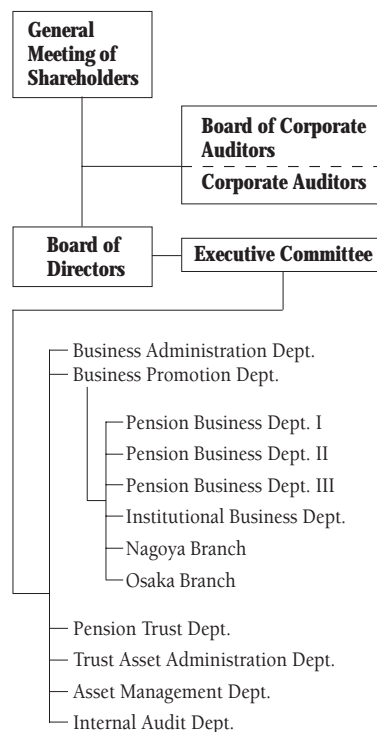 General
Meeting of
Shareholders
Board of Corporate
Auditors
Corporate Auditors
Board of
Directors
Executive Committee
Business Administration Dept.
Business Promotion Dept.
Pension Business Dept. I
Pension Business Dept. II
Pension Business Dept. III
Institutional Business Dept.
Nagoya Branch
Osaka Branch
Pension Trust Dept.
Trust Asset Administration Dept.
Asset Management Dept.
Internal Audit Dept.